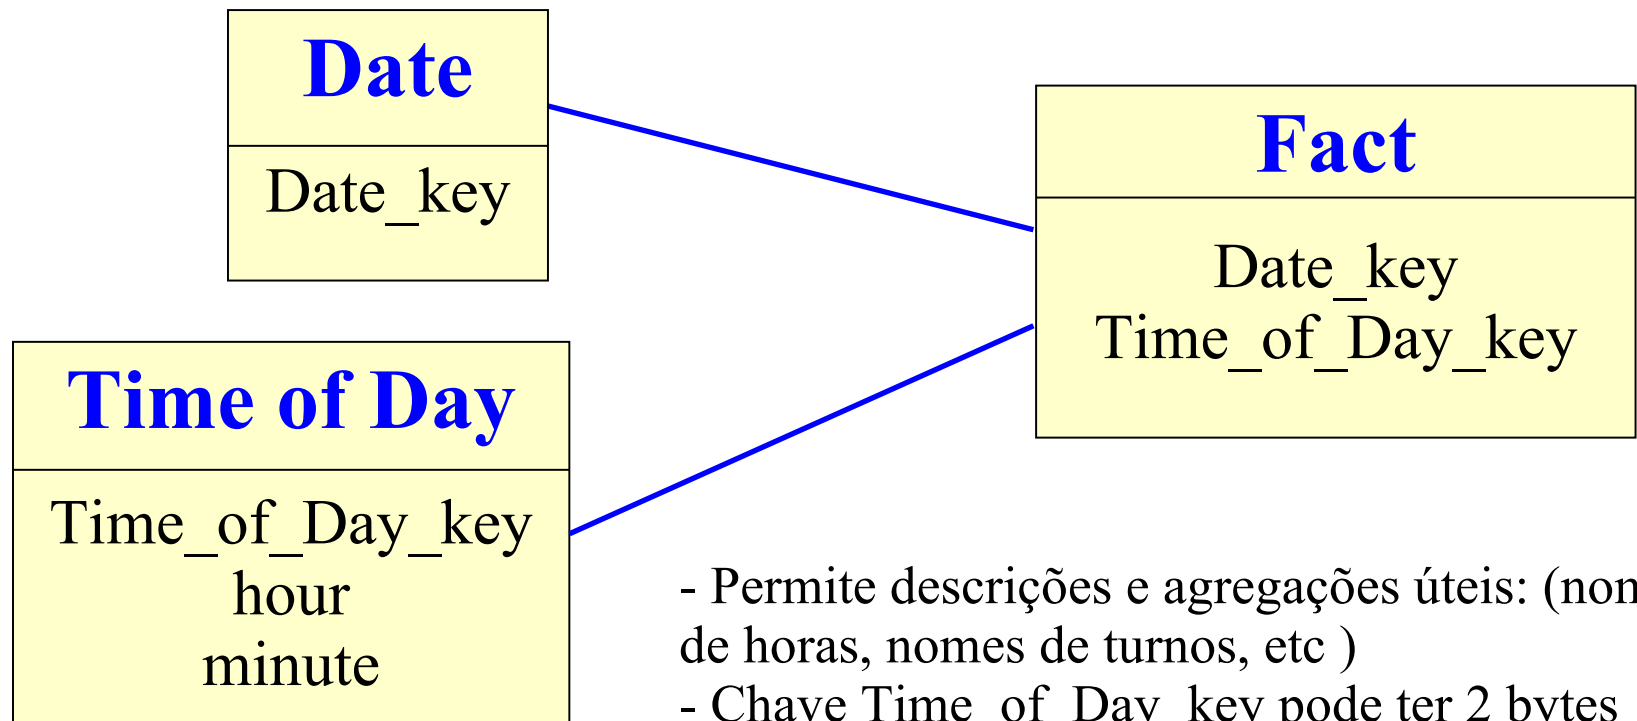 Date
Date_key
Fact
Date_key
Time_of_Day_key
Time of Day
Time_of_Day_key
hour
minute
- Permite descrições e agregações úteis: (
de horas, nomes de turnos, etc )
- Chave Time_of_Day_key pode ter 2 bytes